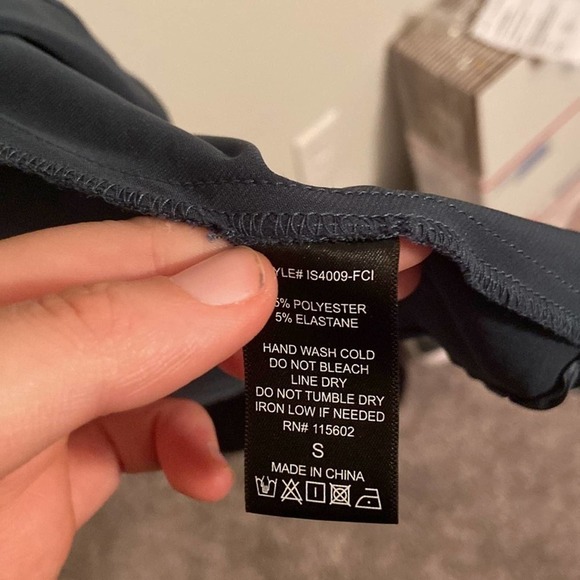 YLE# IS4009-FCI
5% POLYESTER
5% ELASTANE
HAND WASH COLD
DO NOT BLEACH
LINE DRY
DO NOT TUMBLE DRY
IRON LOW IF NEEDED
RN# 115602
S
MADE IN CHINA